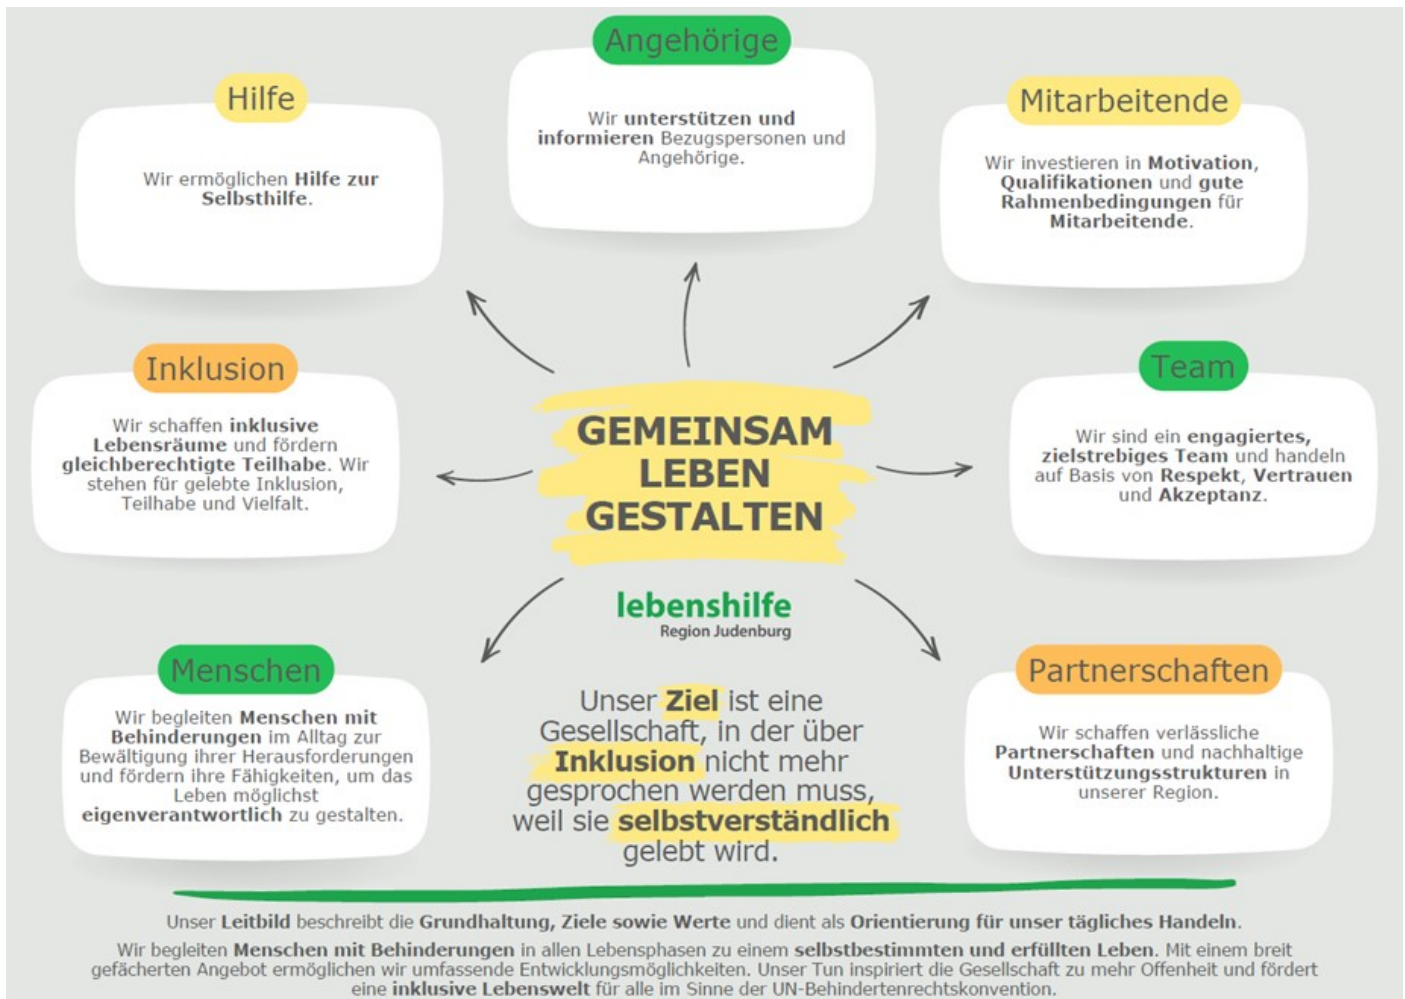 Angehörige
Wir unterstützen und
informieren Bezugspersonen und
Angehörige.
Hilfe
Wir ermöglichen Hilfe zur
Selbsthilfe.
Mitarbeitende
Wir investieren in Motivation,
Qualifikationen und gute
Rahmenbedingungen für
Mitarbeitende.
Inklusion
Wir schaffen inklusive
Lebensräume und fördern
gleichberechtigte Teilhabe. Wir
stehen für gelebte Inklusion,
Teilhabe und Vielfalt.
GEMEINSAM
LEBEN
GESTALTEN
Team
Wir sind ein engagiertes,
zielstrebiges Team und handeln
auf Basis von Respekt, Vertrauen
und Akzeptanz.
lebenshilfe
Region Judenburg
Menschen
Wir begleiten Menschen mit
Behinderungen im Alltag zur
Bewältigung ihrer Herausforderungen
und fördern ihre Fähigkeiten, um das
Leben möglichst
eigenverantwortlich zu gestalten.
Unser Ziel ist eine
Gesellschaft, in der über
Inklusion nicht mehr
gesprochen werden muss,
weil sie selbstverständlich
gelebt wird.
Partnerschaften
Wir schaffen verlässliche
Partnerschaften und nachhaltige
Unterstützungsstrukturen in
unserer Region.
Unser Leitbild beschreibt die Grundhaltung, Ziele sowie Werte und dient als Orientierung für unser tägliches Handeln.
Wir begleiten Menschen mit Behinderungen in allen Lebensphasen zu einem selbstbestimmten und erfüllten Leben. Mit einem breit
gefächerten Angebot ermöglichen wir umfassende Entwicklungsmöglichkeiten. Unser Tun inspiriert die Gesellschaft zu mehr Offenheit und fördert
eine inklusive Lebenswelt für alle im Sinne der UN-Behindertenrechtskonvention.